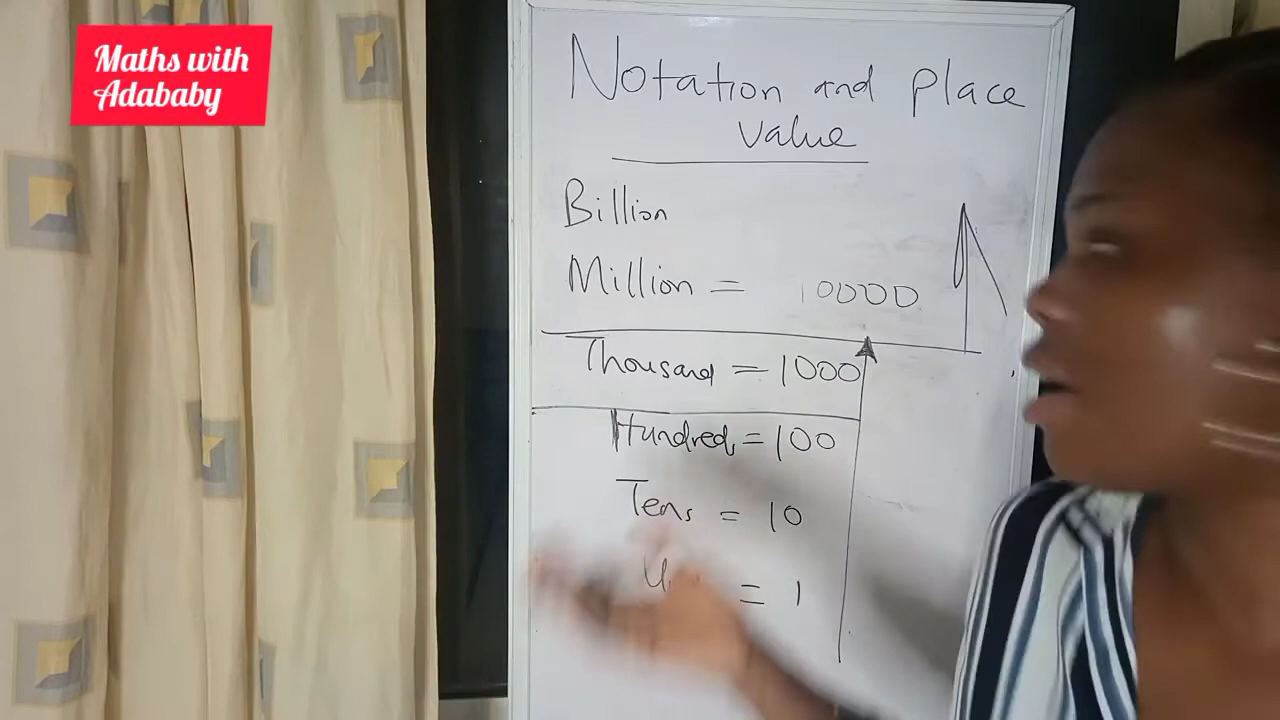 Maths with
Adababy
Notation and place
value
Billion
Million = 10000
Thousand = 1000
Hundred = 100
Tens = 10
= 1